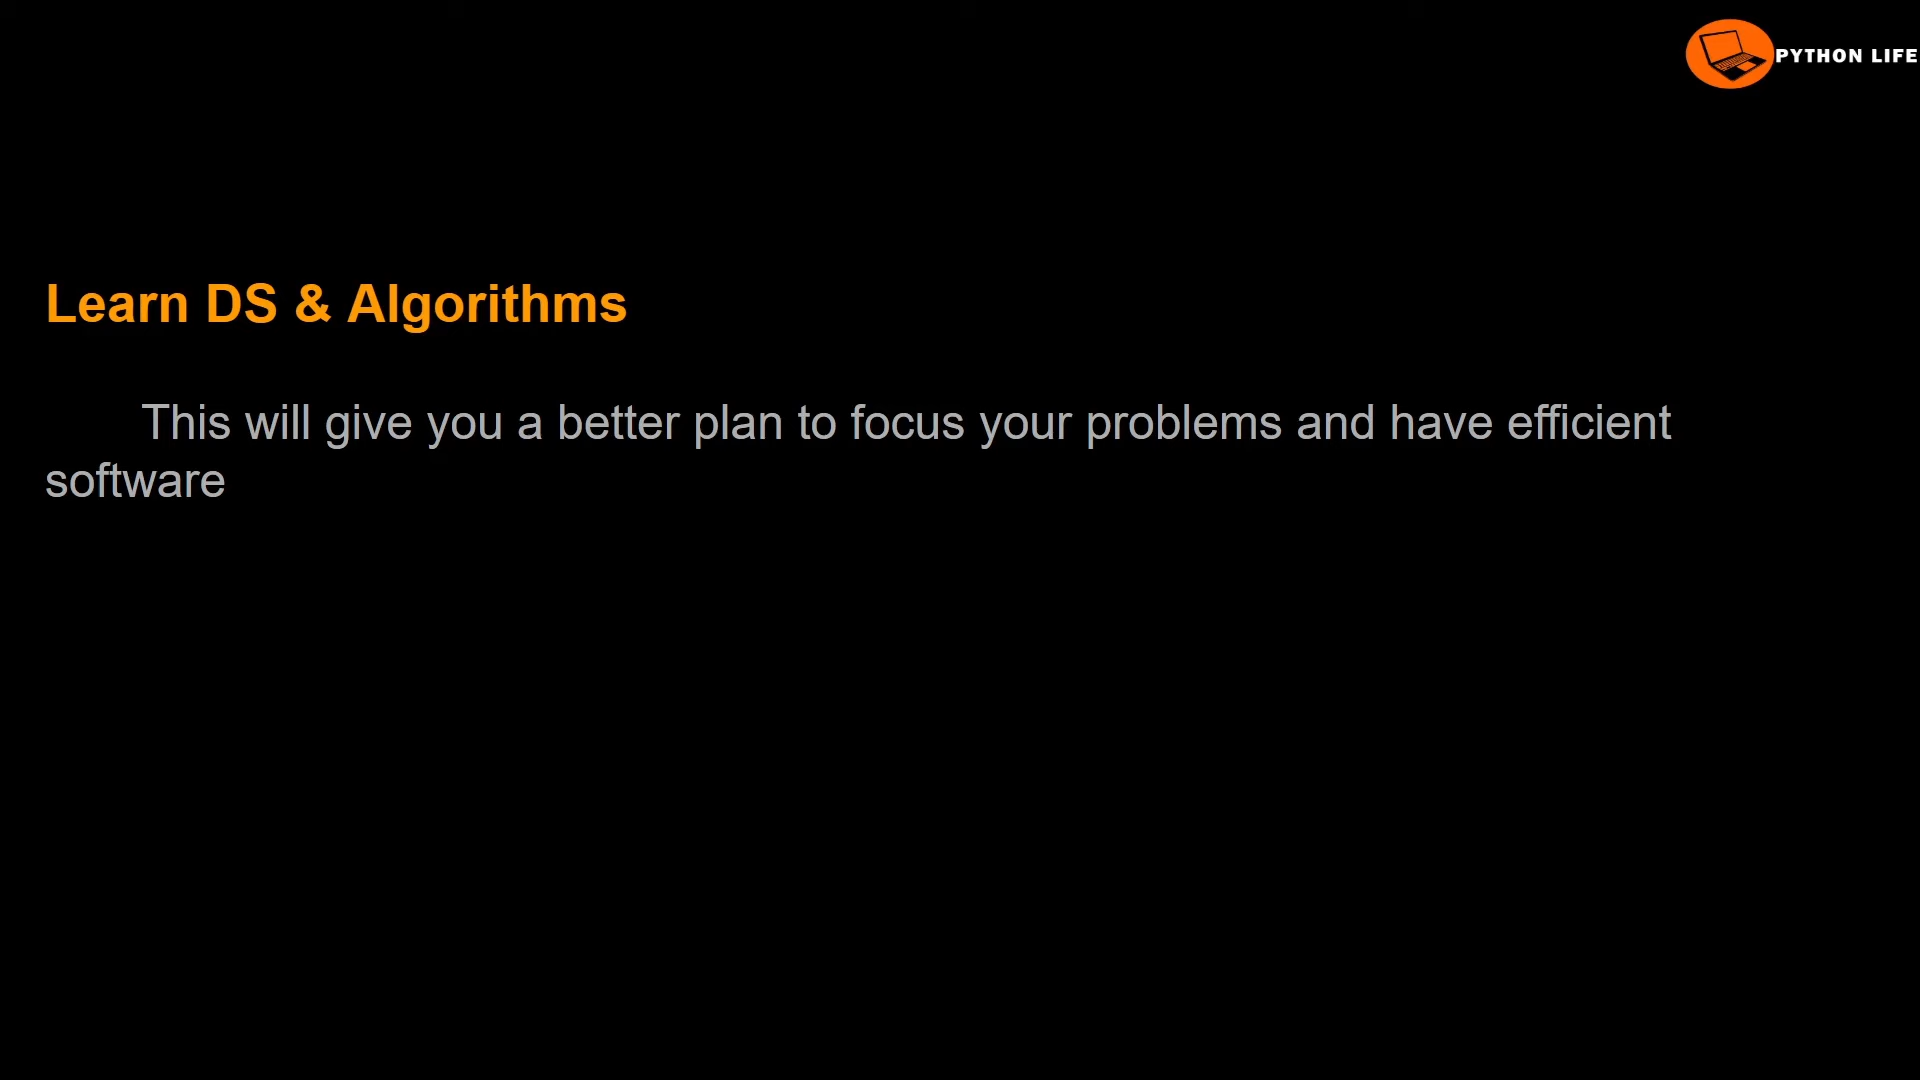 PYTHON LIFE
Learn DS & Algorithms
This will give you a better plan to focus your problems and have efficient
software